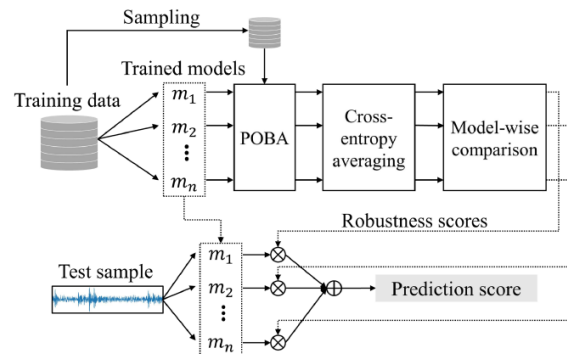 Sampling
Trained models
Training data
m1
m2
⋮
mn
POBA
Cross-
entropy
averaging
Model-wise
comparison
Robustness scores
Test sample
m1
m2
⋮
mn
Prediction score